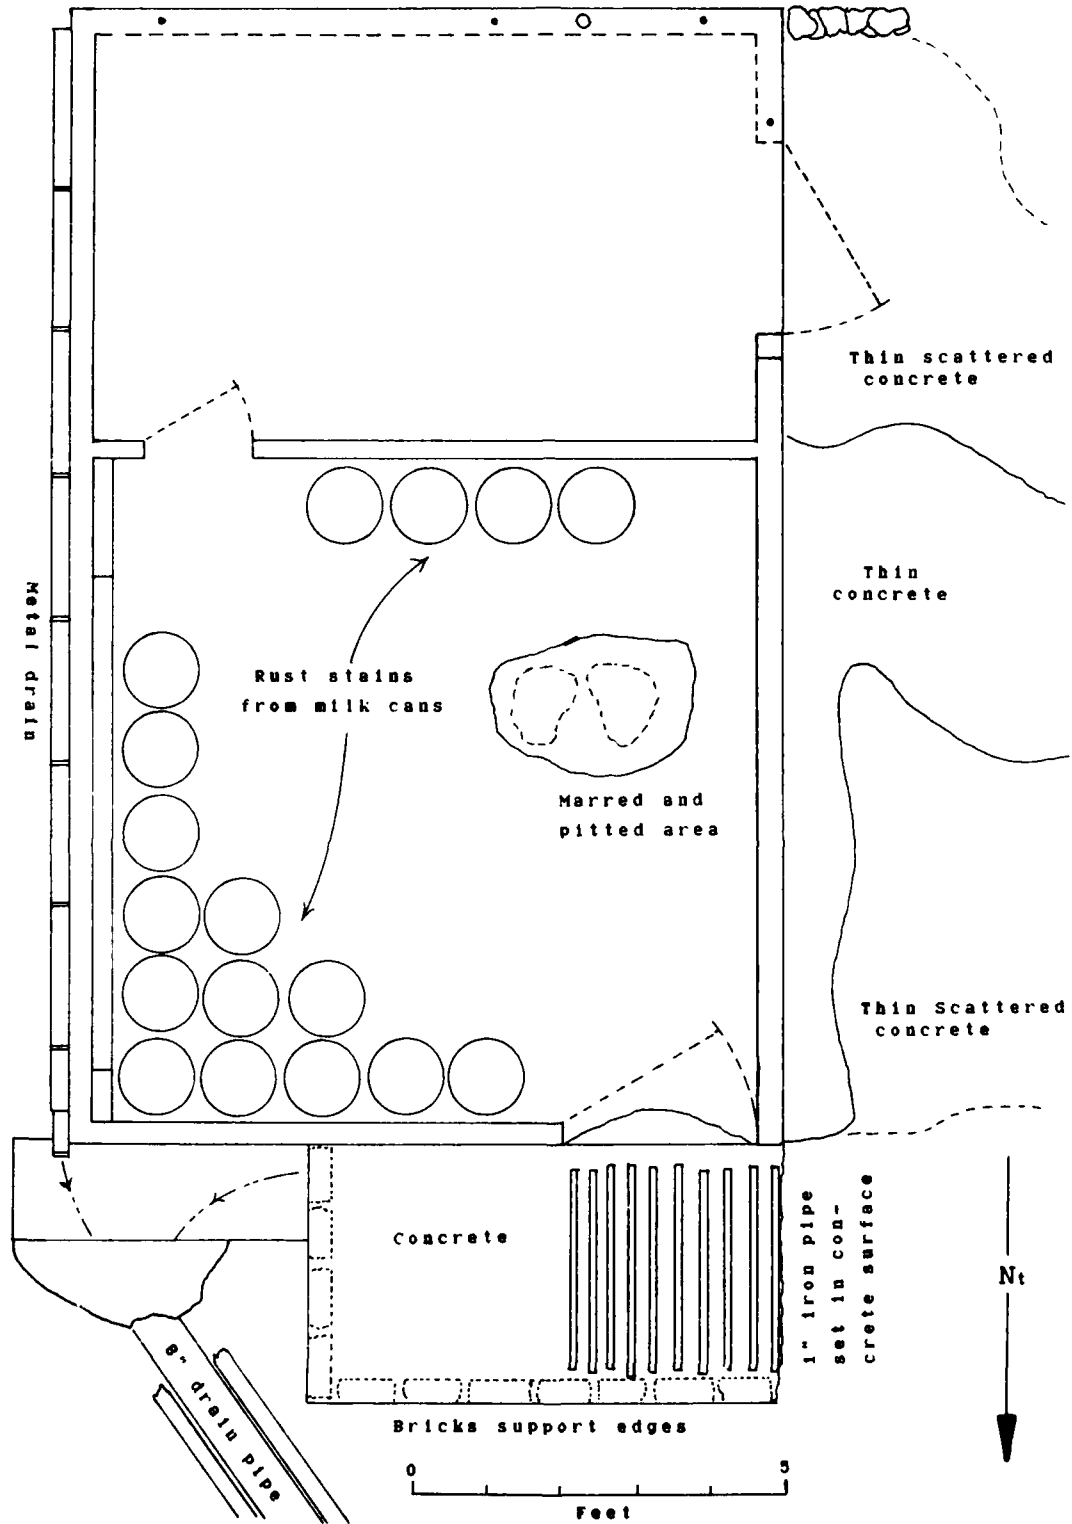 Thin scattered
concrete
Thin
concrete
Metal drain
Rust stains
from milk cans
Marred and
pitted area
Thin Scattered
concrete
Concrete
1" iron pipe
set in con-
crete surface
Nt
8" drain pipe
Bricks support edges
0 5
Feet